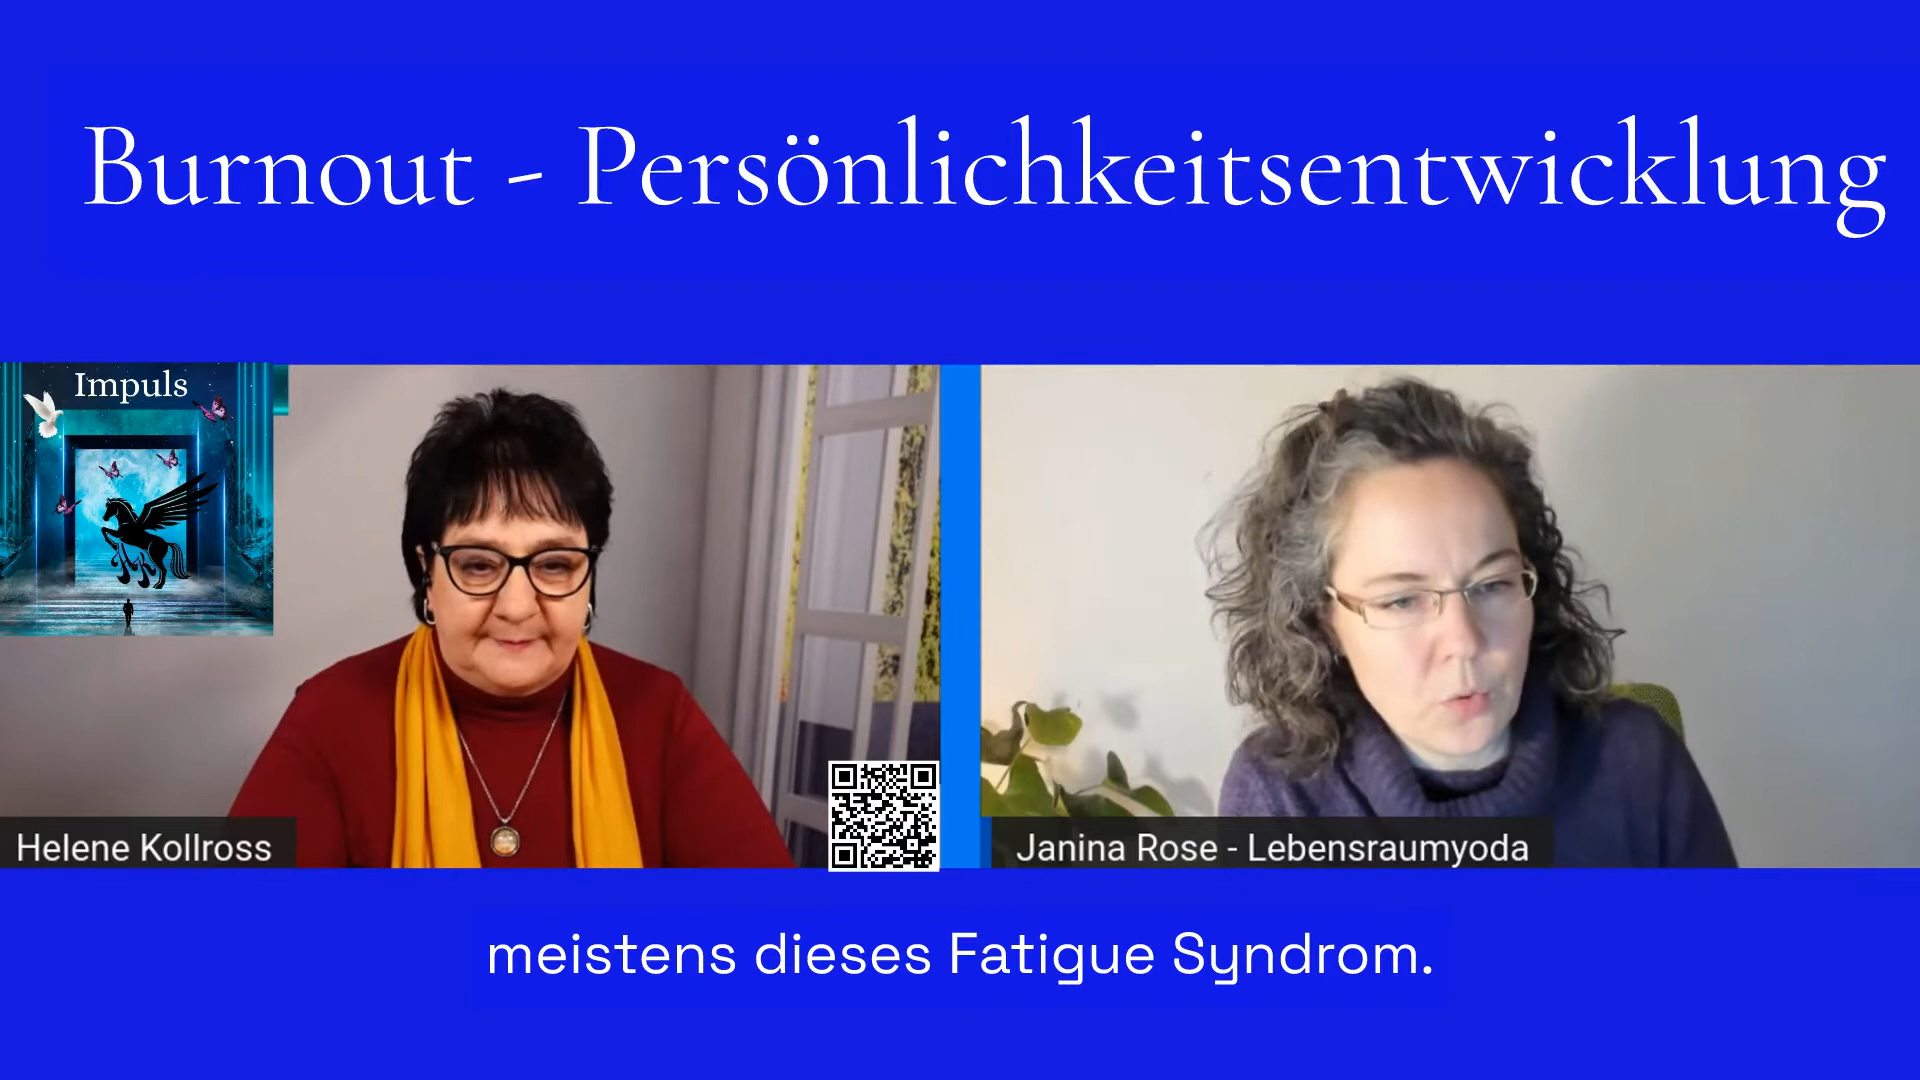 Burnout - Persönlichkeitsentwicklung
Impuls
Helene Kollross
Janina Rose - Lebensraumyoda
meistens dieses Fatigue Syndrom.